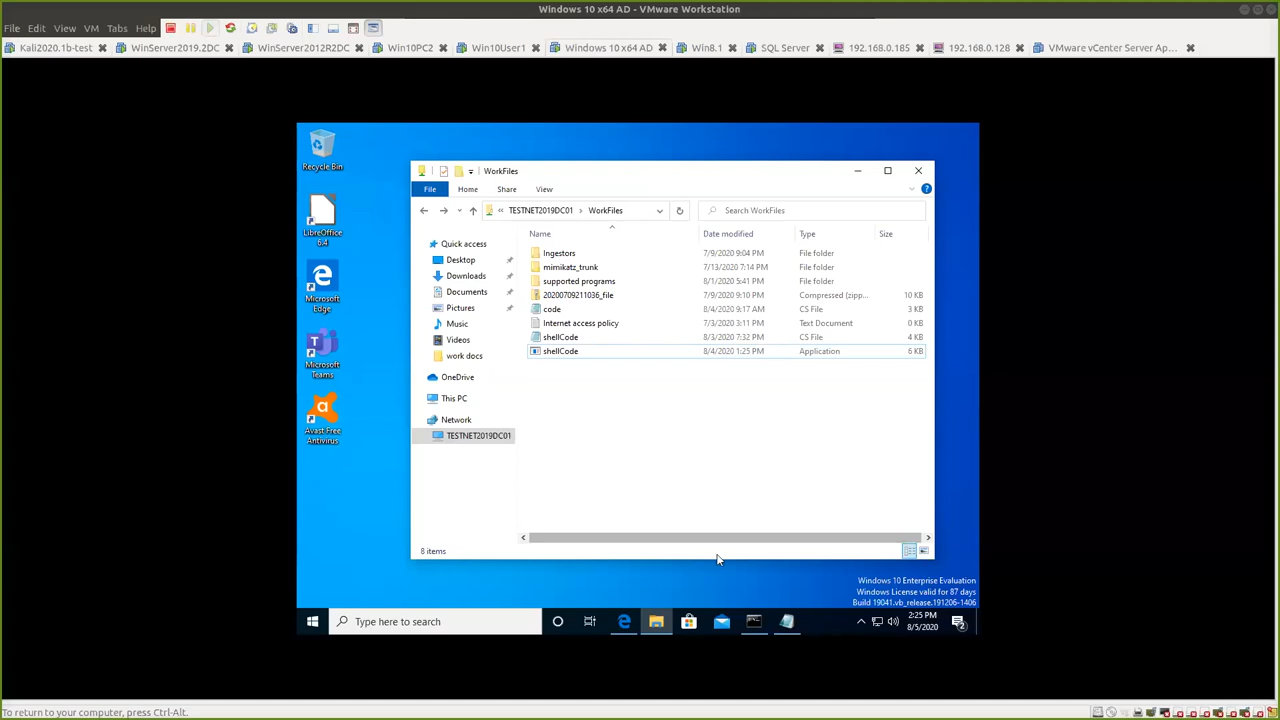 Windows 10 x64 AD - VMware Workstation
File Edit View VM Tabs Help
Kali2020.1b-test WinServer2019.2DC WinServer2012R2DC Win10PC2 Win10User1 Windows 10 x64 AD Win8.1 SQL Server 192.168.0.185 192.168.0.128 VMware vCenter Server Ap...
Recycle Bin
LibreOffice 6.4
Microsoft Edge
Microsoft Teams
Avast Free Antivirus
WorkFiles
File Home Share View
« TESTNET2019DC01 › WorkFiles
Search WorkFiles
Name Date modified Type Size
Quick access
Desktop
Downloads
Documents
Pictures
Music
Videos
work docs
OneDrive
This PC
Network
TESTNET2019DC01
Ingestors 7/9/2020 9:04 PM File folder
mimikatz_trunk 7/13/2020 7:14 PM File folder
supported programs 8/1/2020 5:41 PM File folder
20200709211036_file 7/9/2020 9:10 PM Compressed (zipp... 10 KB
code 8/4/2020 9:17 AM CS File 3 KB
Internet access policy 7/3/2020 3:11 PM Text Document 0 KB
shellCode 8/3/2020 7:32 PM CS File 4 KB
shellCode 8/4/2020 1:25 PM Application 6 KB
8 items
Windows 10 Enterprise Evaluation
Windows License valid for 87 days
Build 19041.vb_release.191206-1406
Type here to search
2:25 PM
8/5/2020
2
To return to your computer, press Ctrl-Alt.